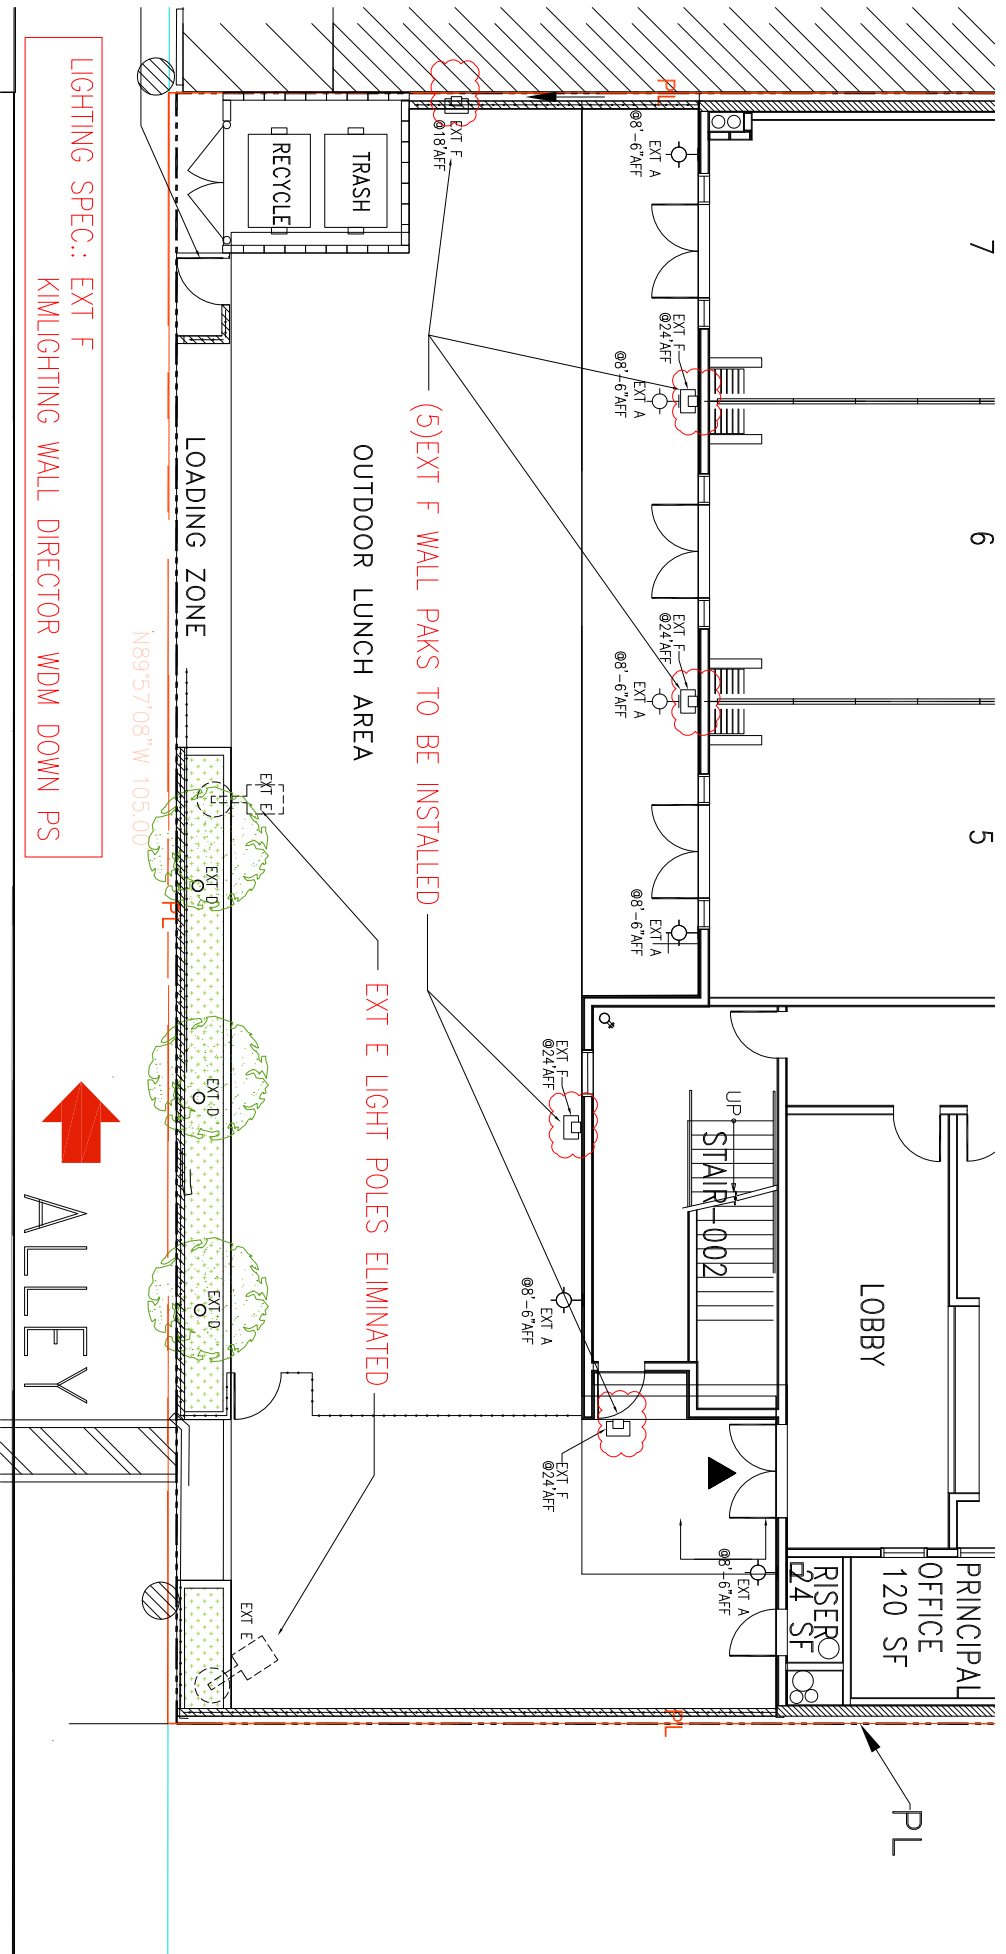 7
6
5
EXT A
@8'-6"AFF
EXT F
@24'AFF
EXT A
@8'-6"AFF
EXT F
@24'AFF
EXT A
@8'-6"AFF
EXT A
@8'-6"AFF
PL
EXT F
@18'AFF
TRASH
RECYCLE
(5)EXT F WALL PAKS TO BE INSTALLED
OUTDOOR LUNCH AREA
LOADING ZONE
EXT E LIGHT POLES ELIMINATED
EXT E
EXT D
EXT D
EXT D
PL
N89°57'08"W 105.00
EXT F
@24'AFF
EXT A
@8'-6"AFF
EXT F
@24'AFF
UP
STAIR-002
LOBBY
PRINCIPAL
OFFICE
120 SF
RISER
24 SF
EXT A
@8'-6"AFF
EXT E
PL
PL
LIGHTING SPEC.: EXT F
KIMLIGHTING WALL DIRECTOR WDM DOWN PS
ALLEY